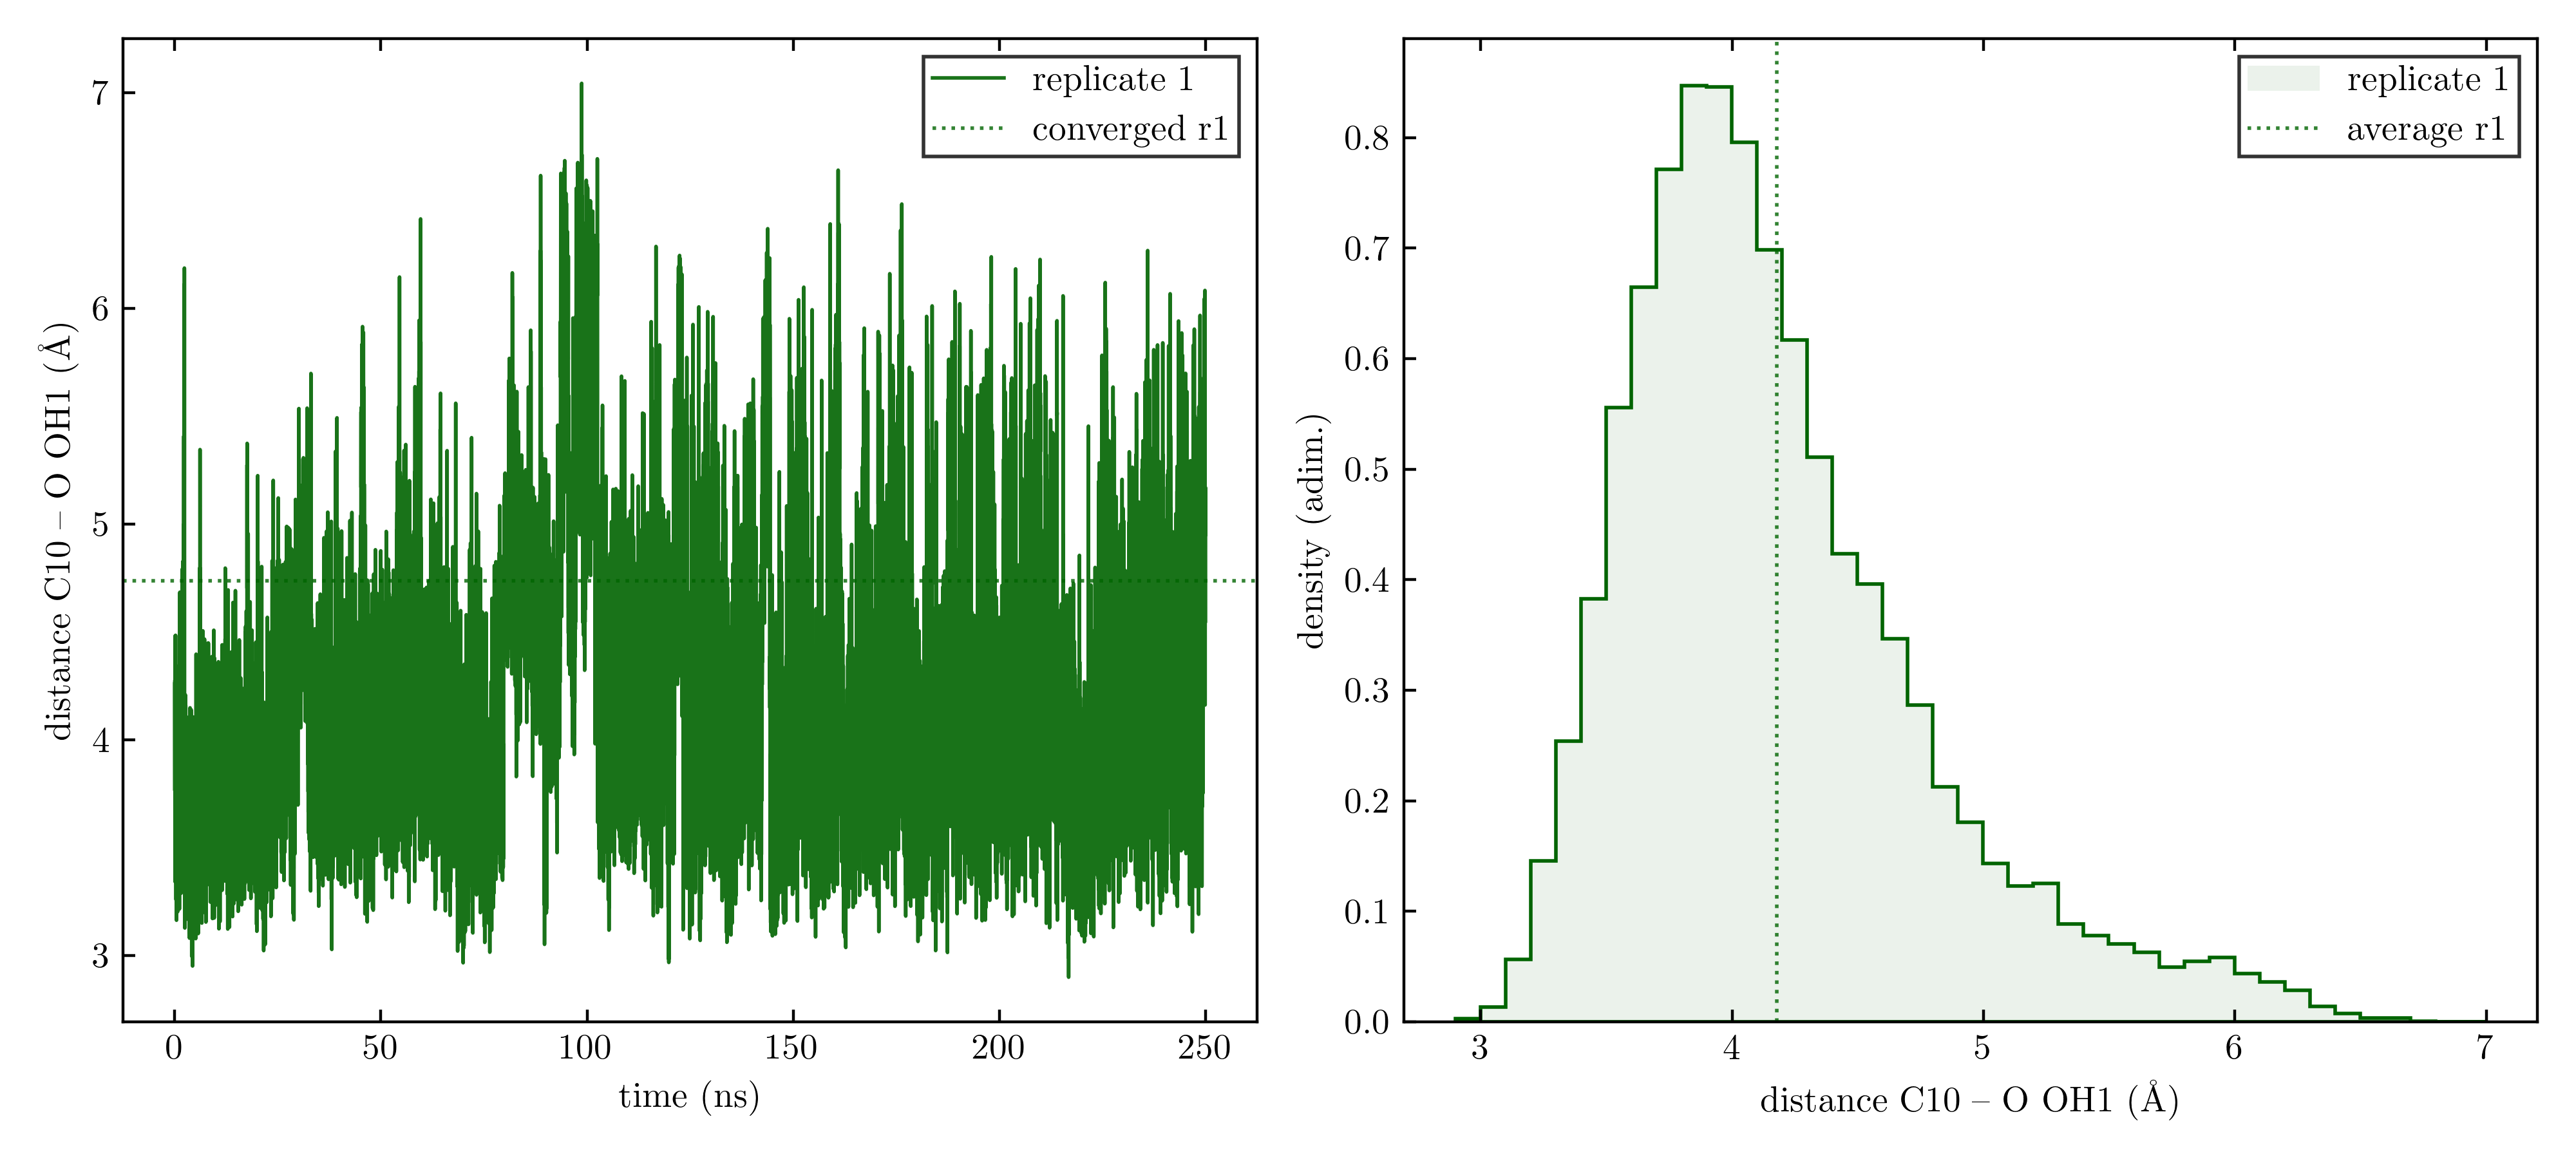 replicate 1
converged r1
7
6
5
4
3
distance C10 – O OH1 (Å)
0 50 100 150 200 250
time (ns)
replicate 1
average r1
0.8
0.7
0.6
0.5
0.4
0.3
0.2
0.1
0.0
density (adim.)
3 4 5 6 7
distance C10 – O OH1 (Å)